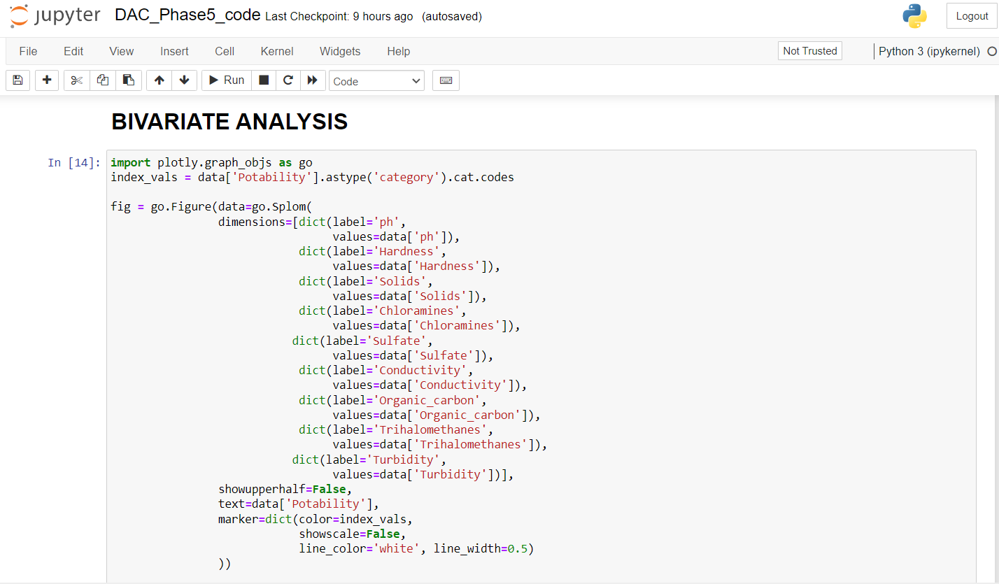 jupyter DAC_Phase5_code Last Checkpoint: 9 hours ago (autosaved) Logout
File Edit View Insert Cell Kernel Widgets Help Not Trusted Python 3 (ipykernel)
Run Code
BIVARIATE ANALYSIS
In [14]: import plotly.graph_objs as go
index_vals = data['Potability'].astype('category').cat.codes
fig = go.Figure(data=go.Splom(
dimensions=[dict(label='ph',
values=data['ph']),
dict(label='Hardness',
values=data['Hardness']),
dict(label='Solids',
values=data['Solids']),
dict(label='Chloramines',
values=data['Chloramines']),
dict(label='Sulfate',
values=data['Sulfate']),
dict(label='Conductivity',
values=data['Conductivity']),
dict(label='Organic_carbon',
values=data['Organic_carbon']),
dict(label='Trihalomethanes',
values=data['Trihalomethanes']),
dict(label='Turbidity',
values=data['Turbidity'])],
showupperhalf=False,
text=data['Potability'],
marker=dict(color=index_vals,
showscale=False,
line_color='white', line_width=0.5)
))